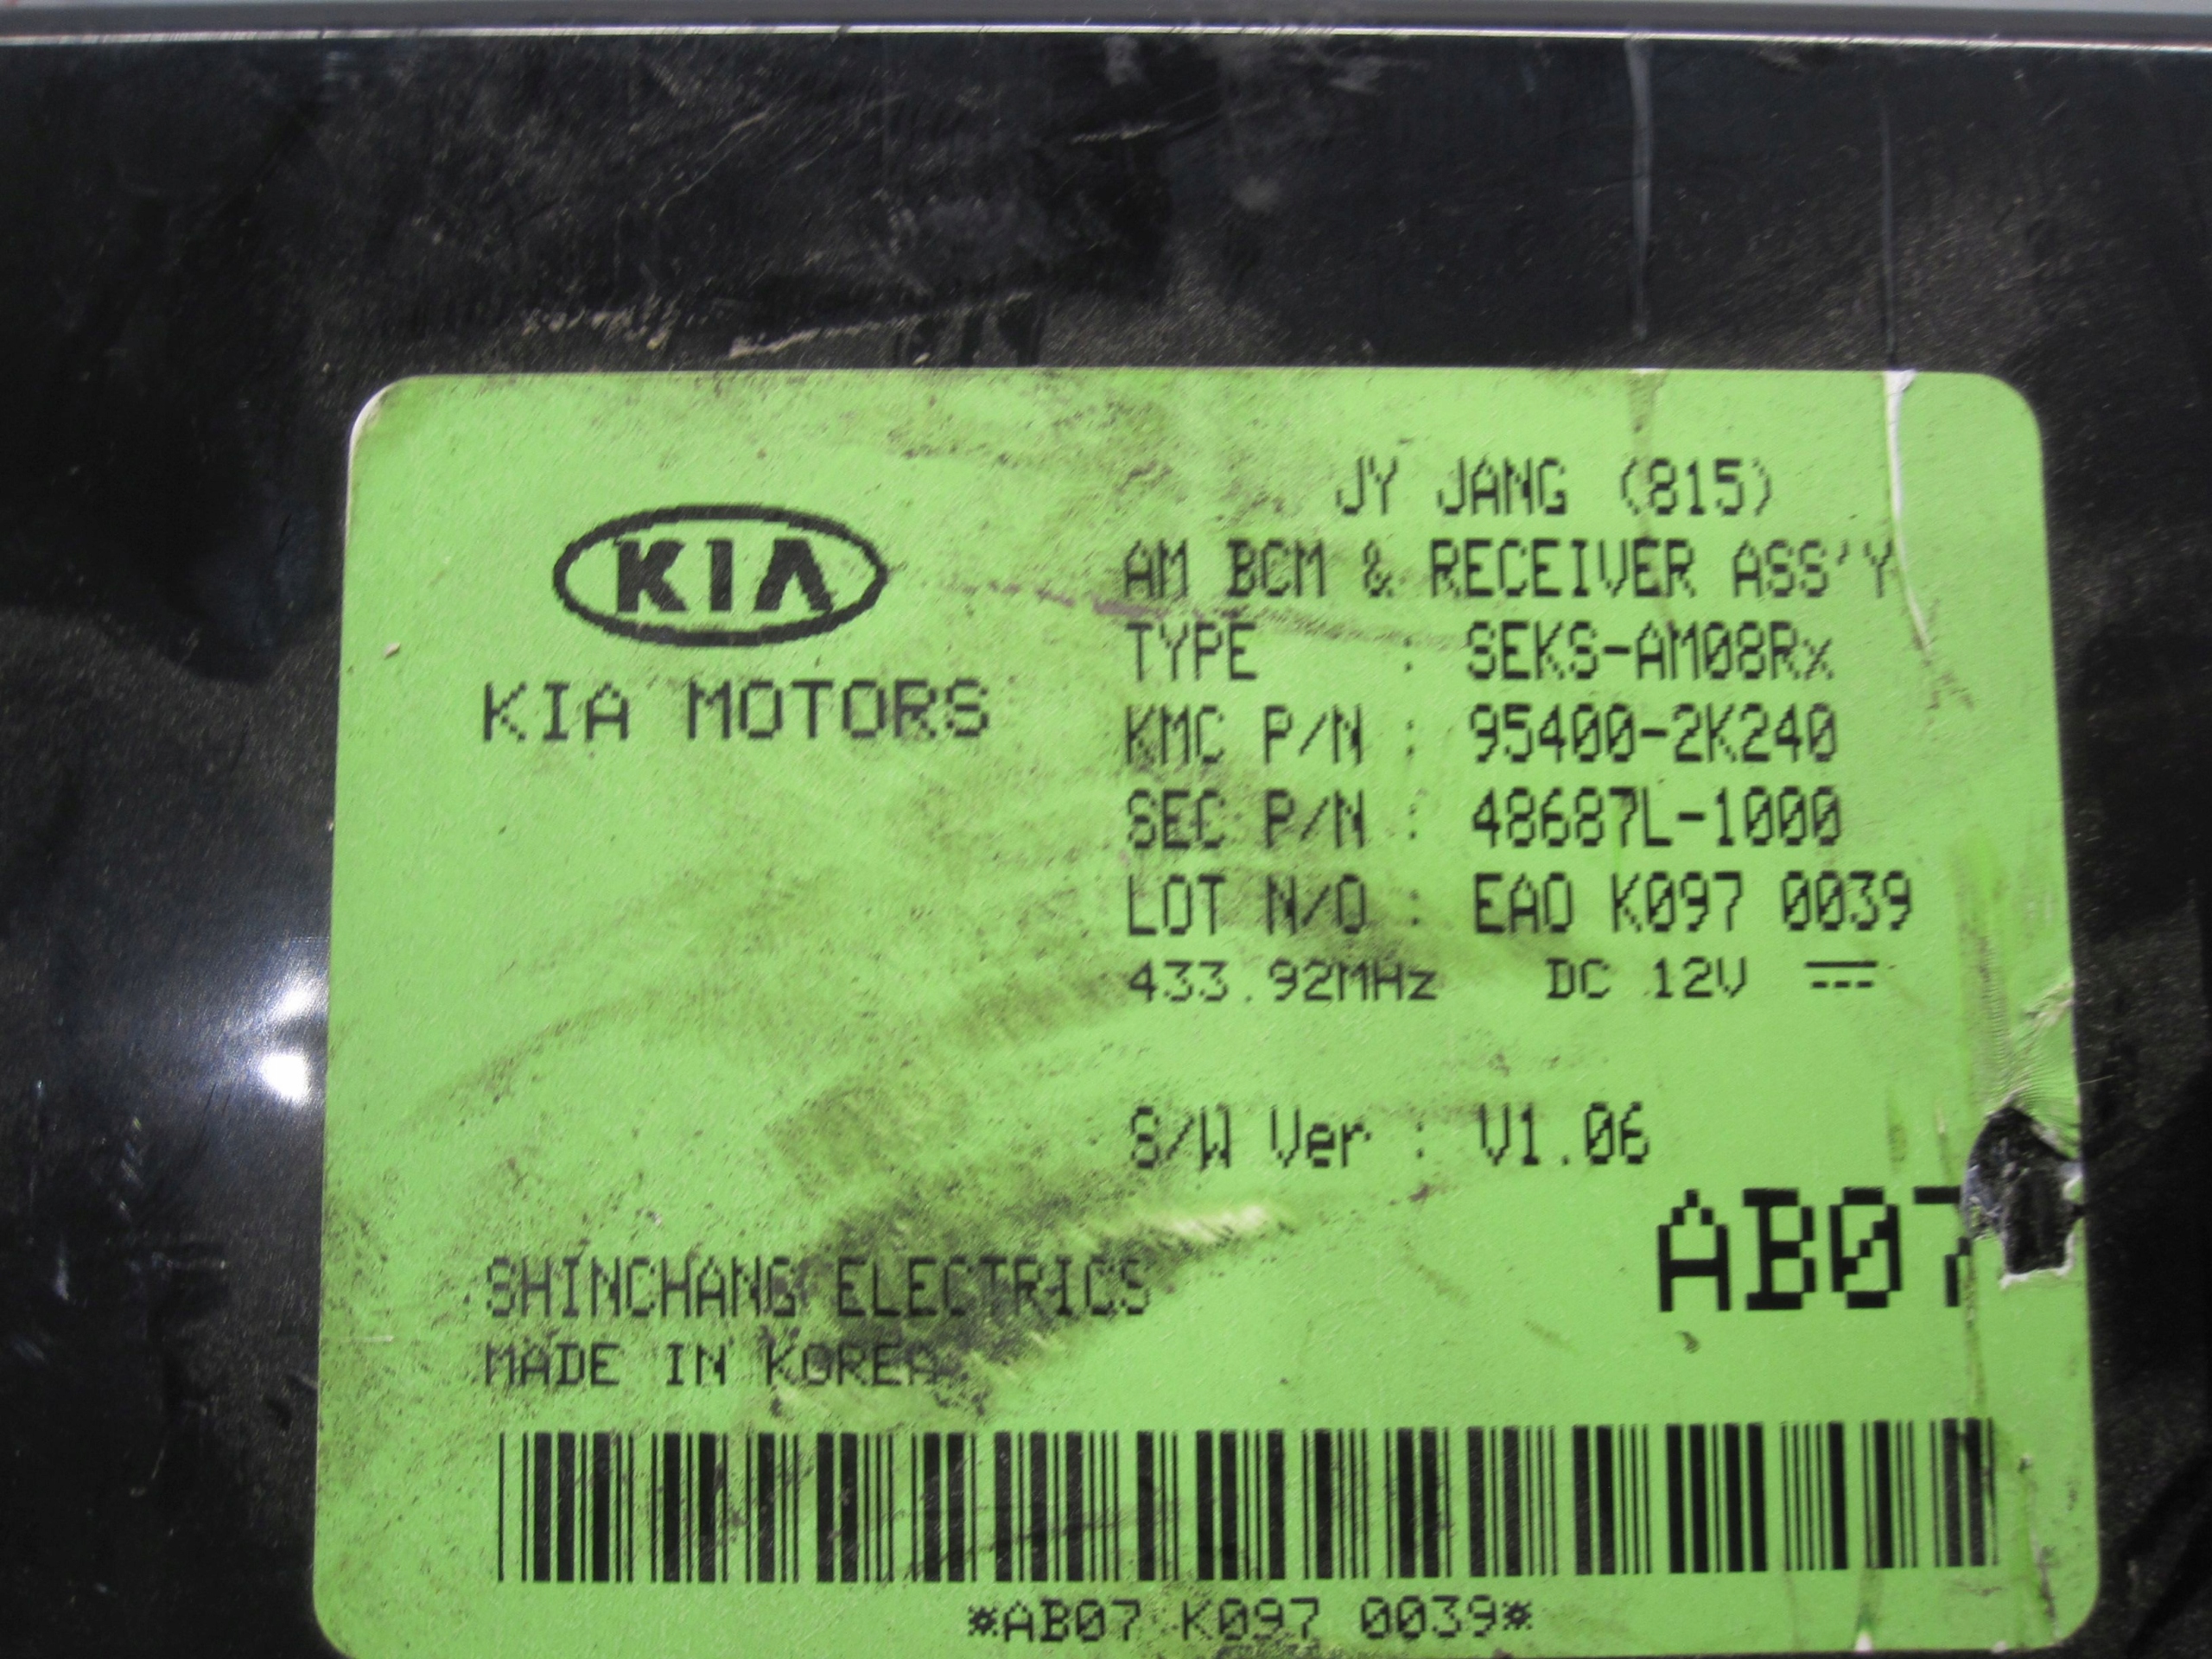 KIA
KIA MOTORS
JY JANG (815)
AM BCM & RECEIVER ASS'Y
TYPE : SEKS-AM08Rx
KMC P/N : 95400-2K240
SEC P/N : 48687L-1000
LOT N/O : EAO K097 0039
433.92MHz DC 12V
S/W Ver : V1.06
AB07
SHINCHANG ELECTRICS
MADE IN KOREA
*AB07 K097 0039*